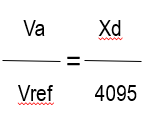 Va Xd
=
Vref 4095